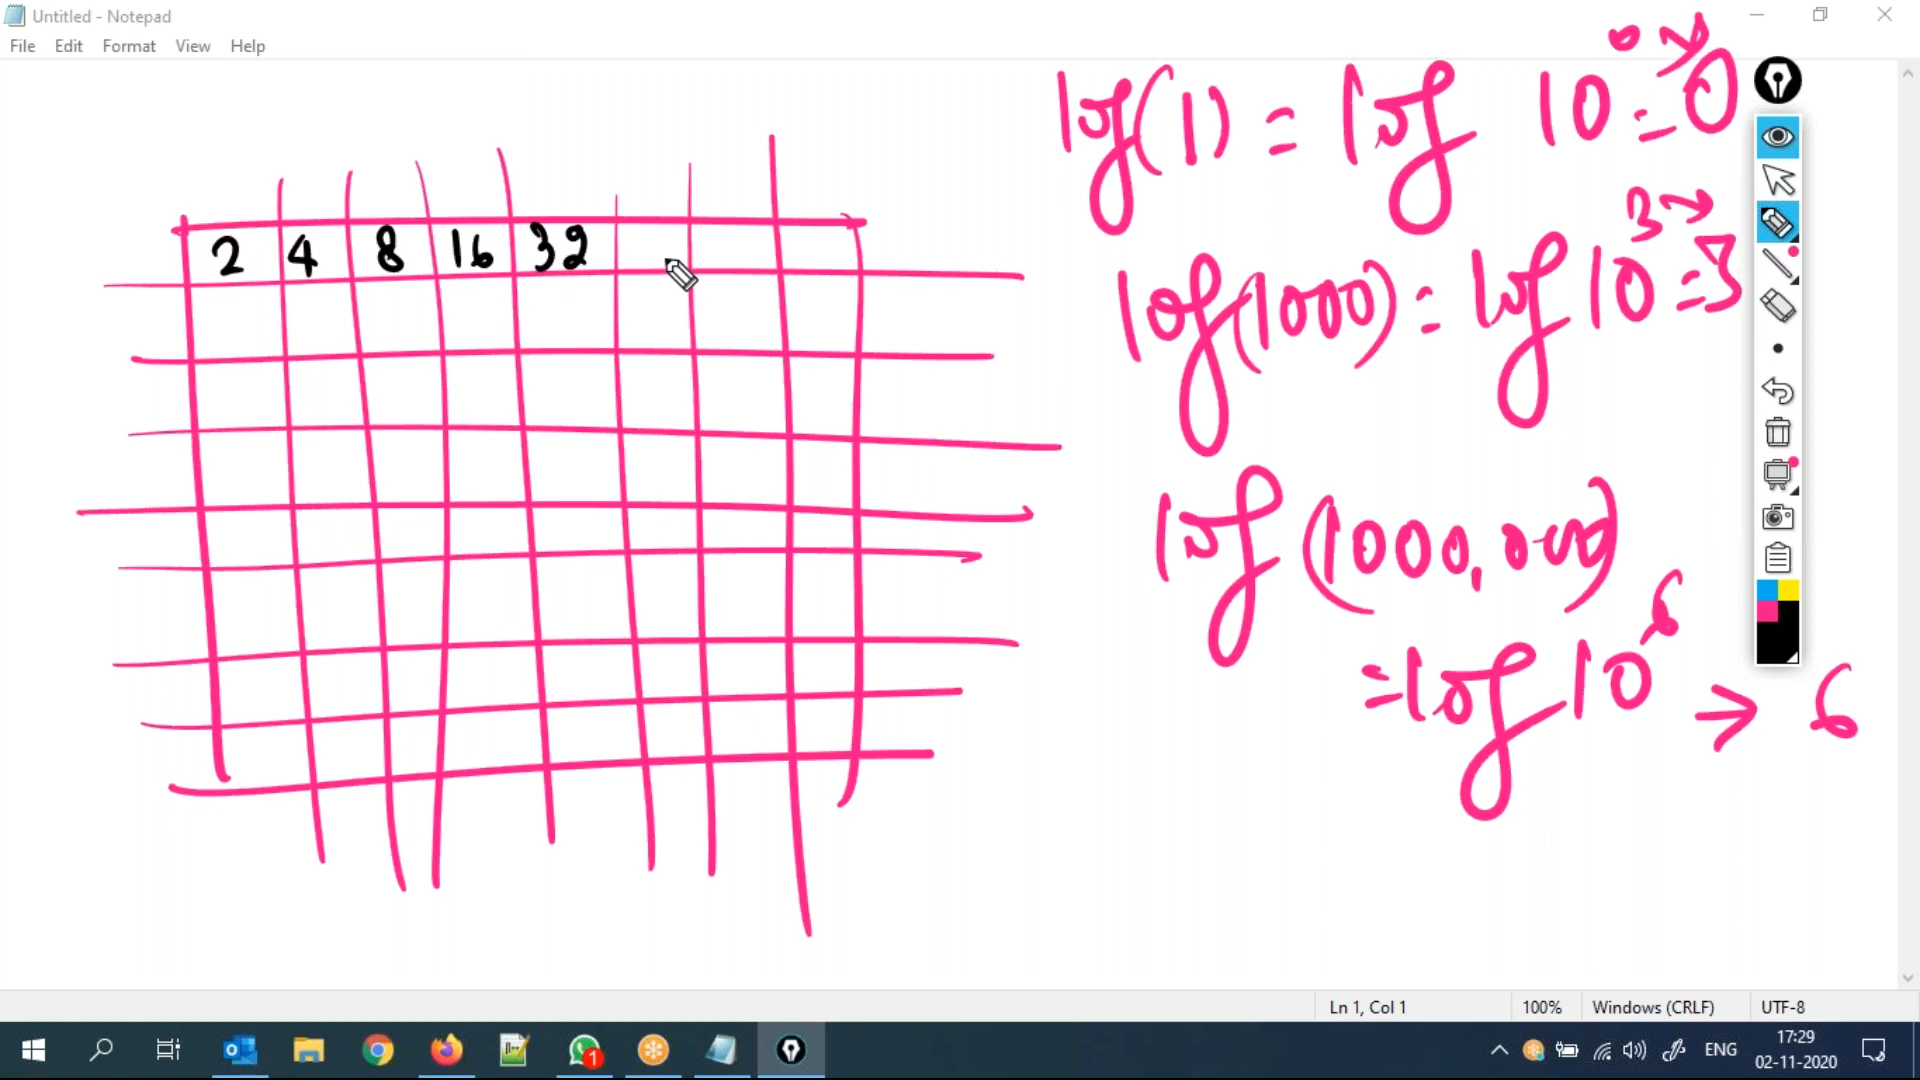 Untitled - Notepad
File Edit Format View Help
log(1) = log 10⁰ = 0
2 4 8 16 32
log(1000) = log 10³ = 3
log(1000,000)
= log 10⁶ → 6
Ln 1, Col 1 100% Windows (CRLF) UTF-8
1
ENG
17:29
02-11-2020